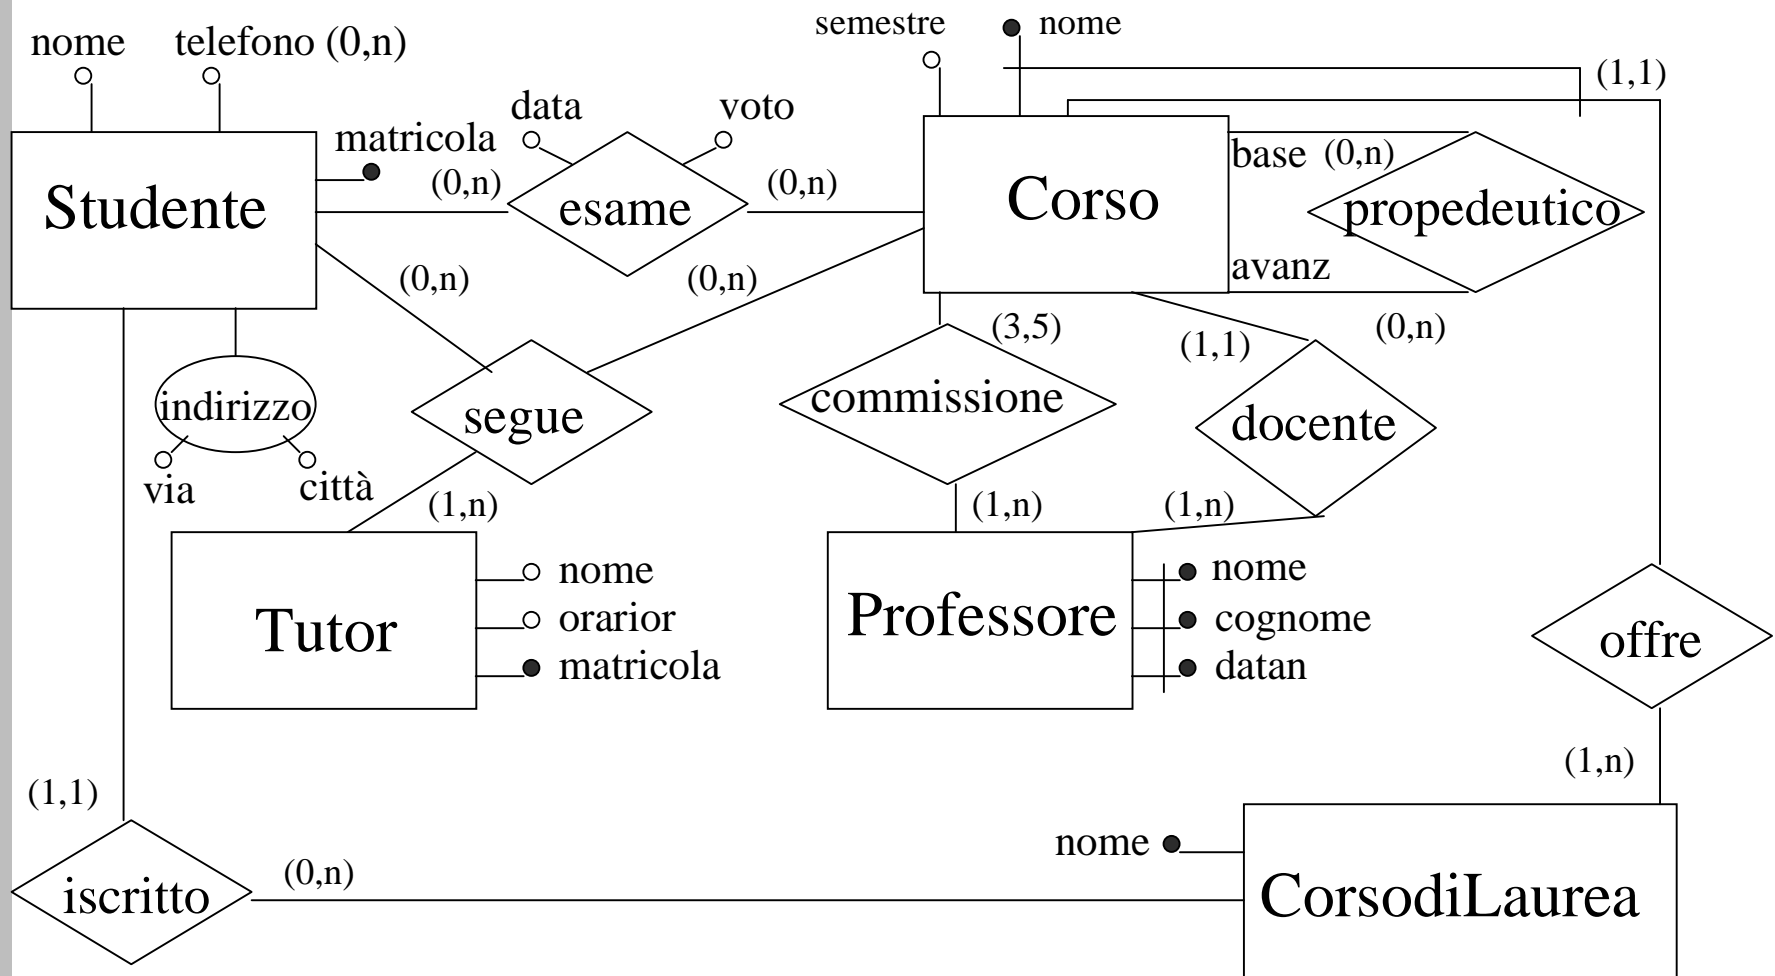 semestre
nome
nome
telefono (0,n)
(1,1)
data
voto
matricola
(0,n)
(0,n)
base (0,n)
Studente
esame
Corso
propedeutico
avanz
(0,n)
(0,n)
(3,5)
(1,1)
(0,n)
indirizzo
segue
commissione
docente
via
città
(1,n)
(1,n)
(1,n)
nome
orarior
matricola
Tutor
Professore
nome
cognome
datan
offre
(1,n)
(1,1)
nome
(0,n)
iscritto
CorsodiLaurea